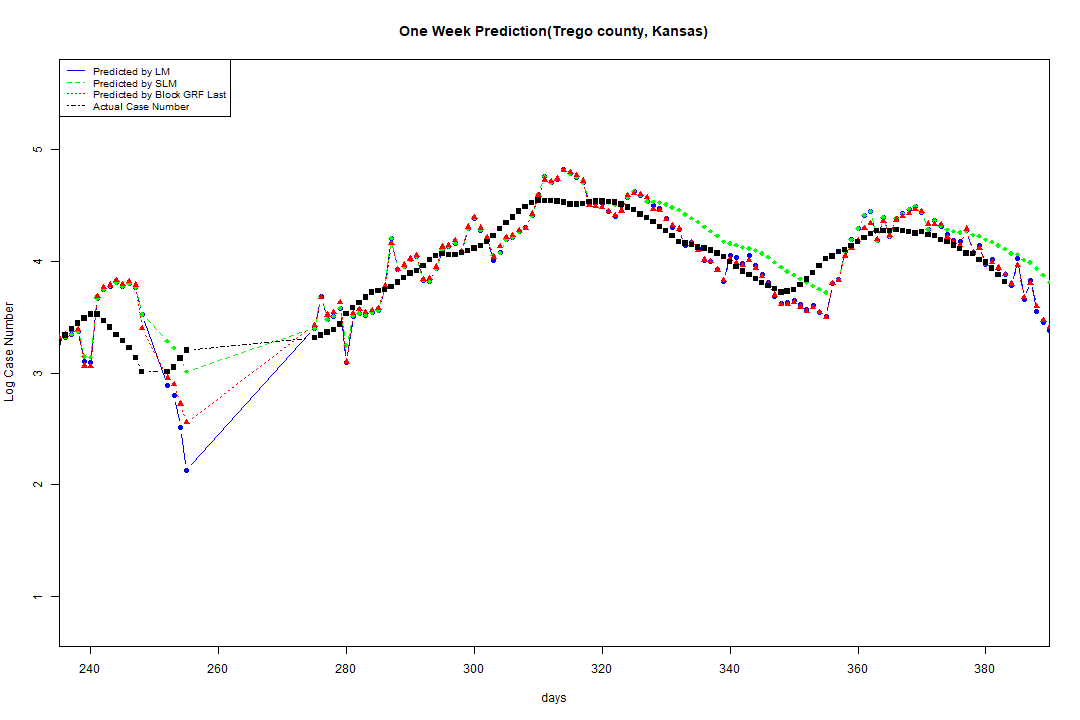 One Week Prediction(Trego county, Kansas)
Predicted by LM
Predicted by SLM
Predicted by Block GRF Last
Actual Case Number
Log Case Number
5
4
3
2
1
240 260 280 300 320 340 360 380
days